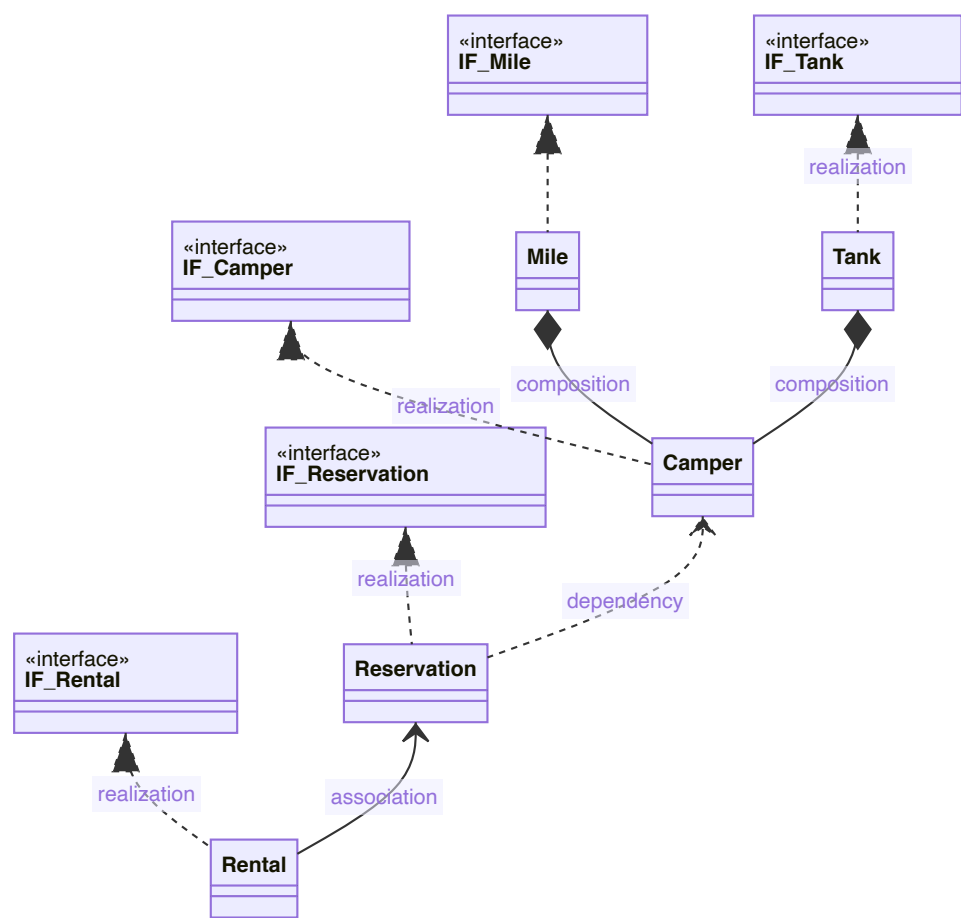 «interface»
IF_Mile
«interface»
IF_Tank
realization
«interface»
IF_Camper
Mile
Tank
composition
composition
realization
«interface»
IF_Reservation
Camper
realization
dependency
«interface»
IF_Rental
Reservation
realization
association
Rental